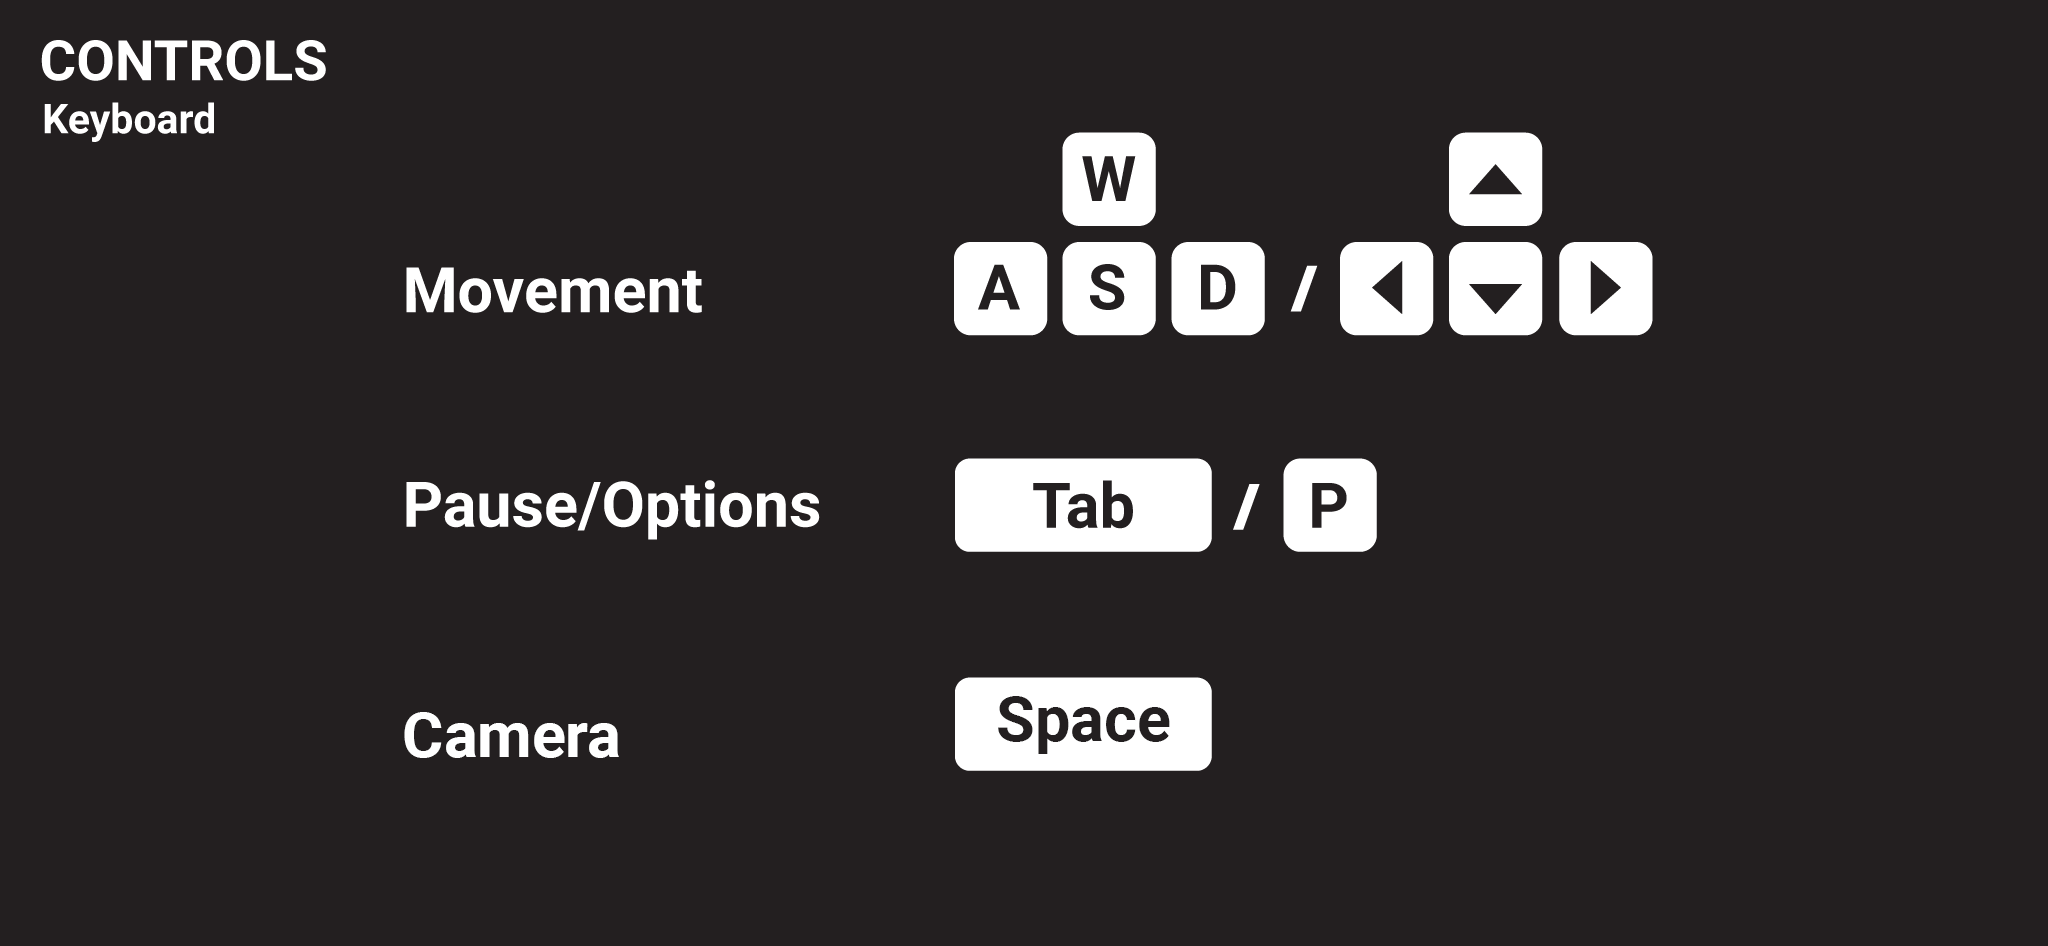 CONTROLS
Keyboard
W
Movement A S D /
Pause/Options Tab / P
Camera Space